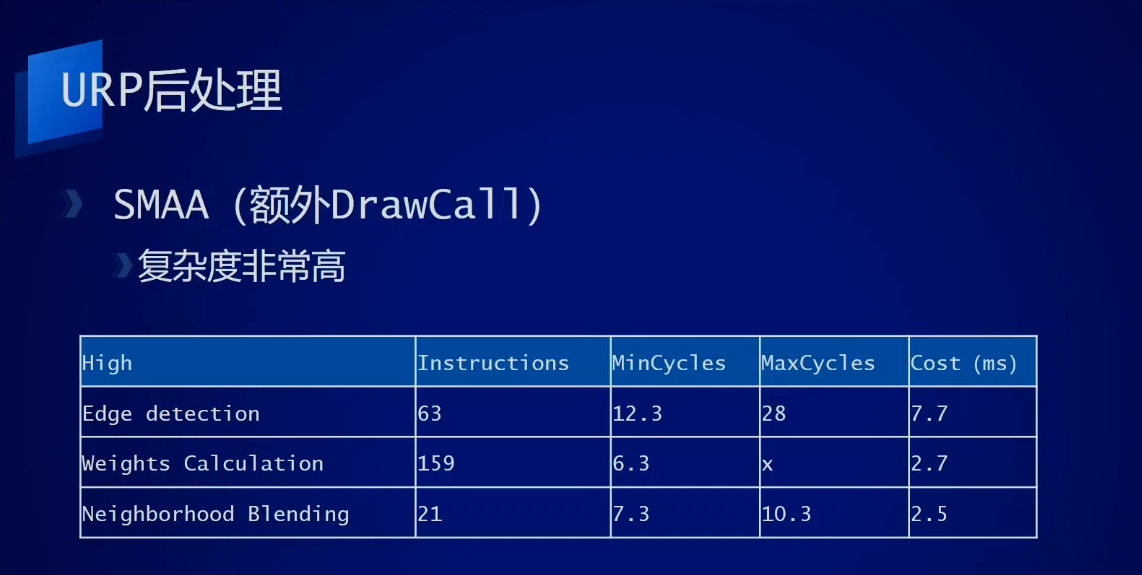 URP后处理
SMAA (额外DrawCall)
复杂度非常高
High Instructions MinCycles MaxCycles Cost (ms)
Edge detection 63 12.3 28 7.7
Weights Calculation 159 6.3 x 2.7
Neighborhood Blending 21 7.3 10.3 2.5